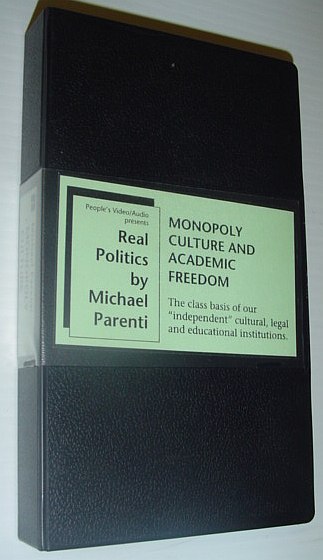 People's Video/Audio
presents
Real
Politics
by
Michael
Parenti
MONOPOLY
CULTURE AND
ACADEMIC
FREEDOM
The class basis of our
"independent" cultural, legal
and educational institutions.